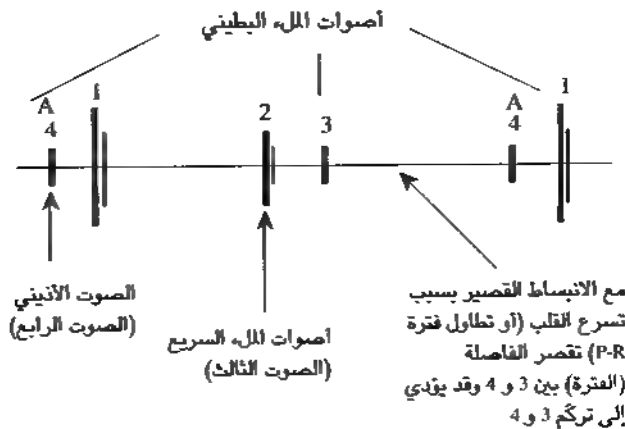 أصوات الملء البطيني
A 1 A 1
4 2 3 4
الصوت الأذيني
(الصوت الرابع)
أصوات الملء السريع
(الصوت الثالث)
مع الانبساط القصير بسبب
تسرع القلب (أو تطاول فترة
P-R) تقصر الفاصلة
(الفترة) بين 3 و 4 وقد يؤدي
إلى تركّم 3 و 4